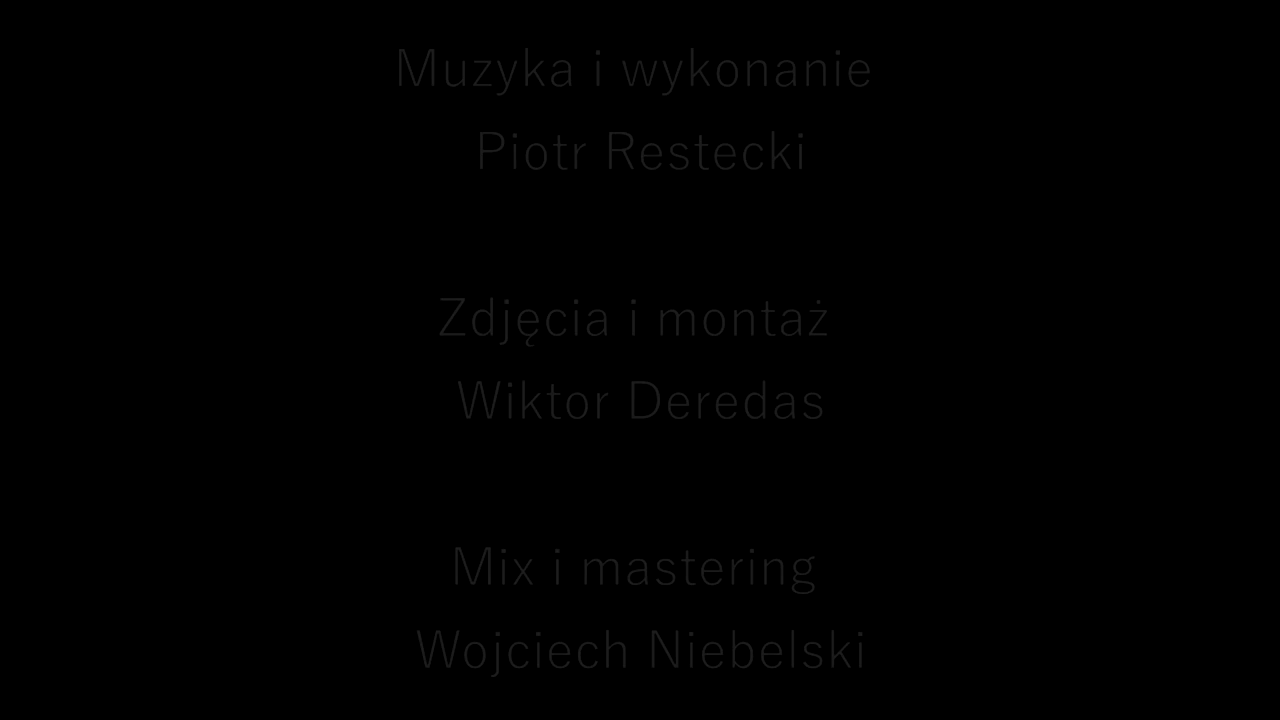 Muzyka i wykonanie
Piotr Restecki
Zdjęcia i montaż
Wiktor Deredas
Mix i mastering
Wojciech Niebelski